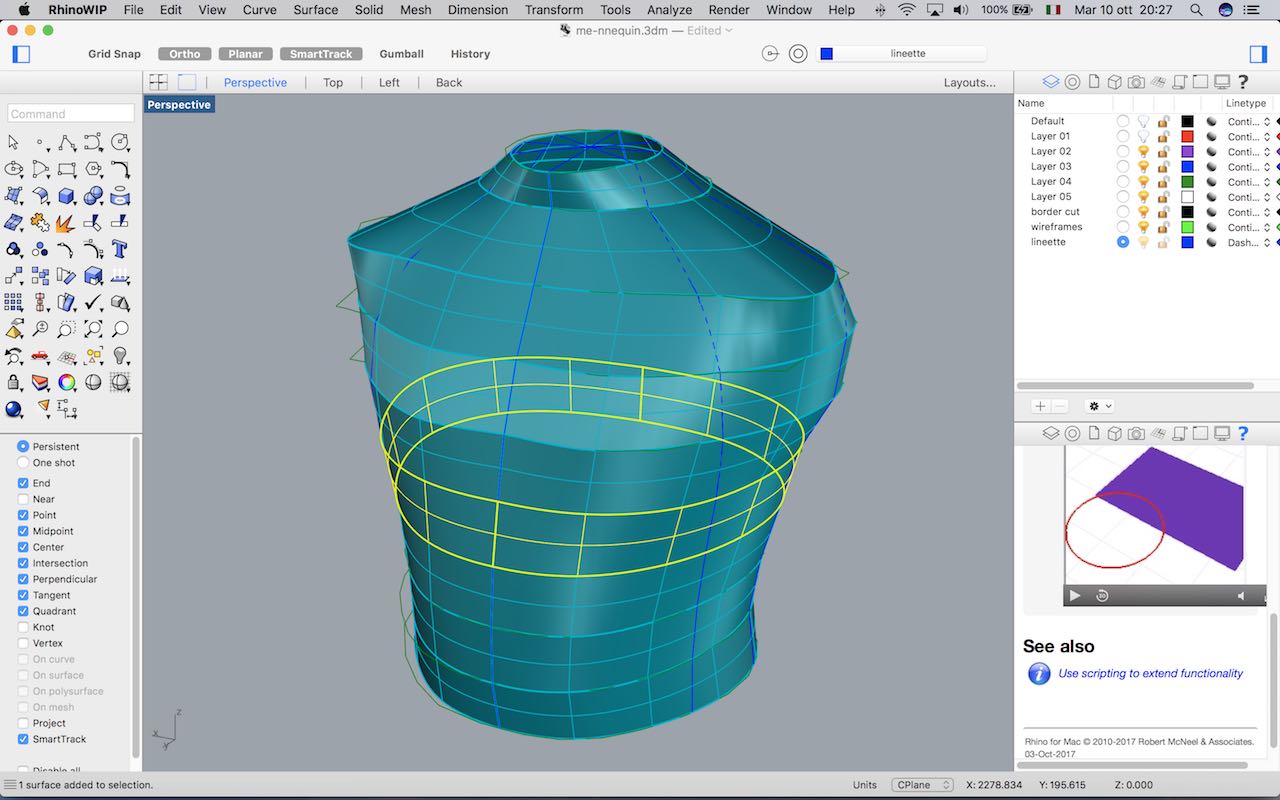 RhinoWIP File Edit View Curve Surface Solid Mesh Dimension Transform Tools Analyze Render Window Help 100% Mar 10 ott 20:27
me-nnequin.3dm — Edited
Grid Snap Ortho Planar SmartTrack Gumball History lineette
Perspective Top Left Back Layouts...
Perspective
Command
Name Linetype
Default Conti...
Layer 01 Conti...
Layer 02 Conti...
Layer 03 Conti...
Layer 04 Conti...
Layer 05 Conti...
border cut Conti...
wireframes Conti...
lineette Dash...
Persistent
One shot
End
Near
Point
Midpoint
Center
Intersection
Perpendicular
Tangent
Quadrant
Knot
Vertex
On curve
On surface
On polysurface
On mesh
Project
SmartTrack
Disable all
z
x
y
See also
Use scripting to extend functionality
Rhino for Mac © 2010-2017 Robert McNeel & Associates.
03-Oct-2017
1 surface added to selection. Units CPlane X: 2278.834 Y: 195.615 Z: 0.000